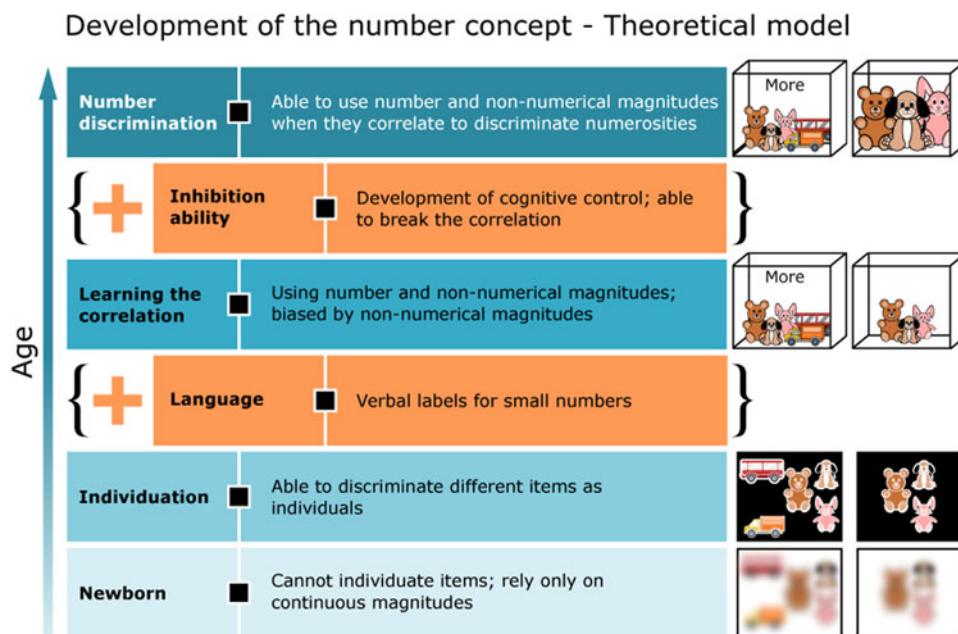 Development of the number concept - Theoretical model
Number
discrimination
Able to use number and non-numerical magnitudes
when they correlate to discriminate numerosities
More
Inhibition
ability
Development of cognitive control; able
to break the correlation
Learning the
correlation
Using number and non-numerical magnitudes;
biased by non-numerical magnitudes
More
Language
Verbal labels for small numbers
Individuation
Able to discriminate different items as
individuals
Newborn
Cannot individuate items; rely only on
continuous magnitudes
Age